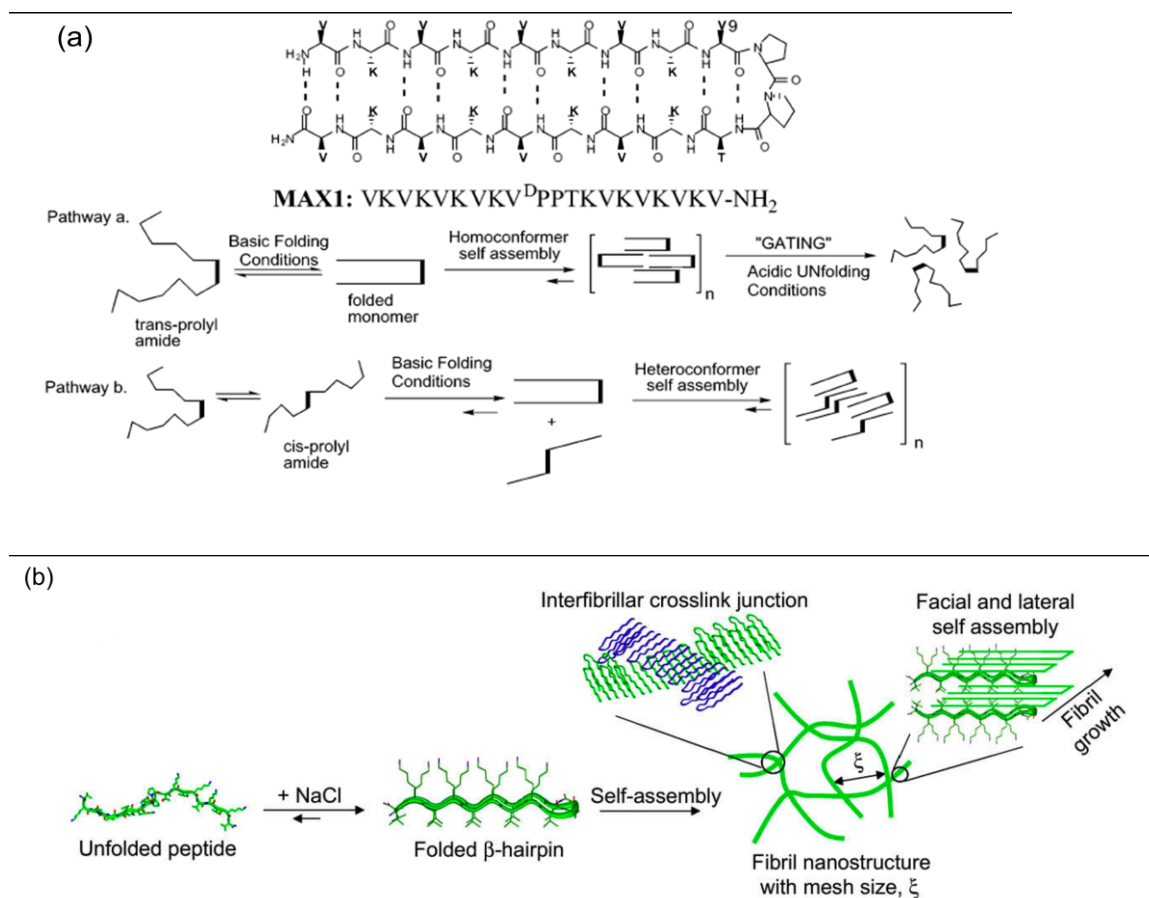 (a)
V K V K V K V K V9
H₂N N H O
H₂N V K V K V K V K T
MAX1: VKVKVKVKVᴰPPTKVKVKVKV-NH₂
Pathway a.
trans-prolyl
amide
Basic Folding
Conditions
folded
monomer
Homoconformer
self assembly
n
"GATING"
Acidic UNfolding
Conditions
Pathway b.
cis-prolyl
amide
Basic Folding
Conditions
+
Heteroconformer
self assembly
n
(b)
Interfibrillar crosslink junction
Facial and lateral
self assembly
Fibril
growth
ξ
+ NaCl
Self-assembly
Unfolded peptide
Folded β-hairpin
Fibril nanostructure
with mesh size, ξ